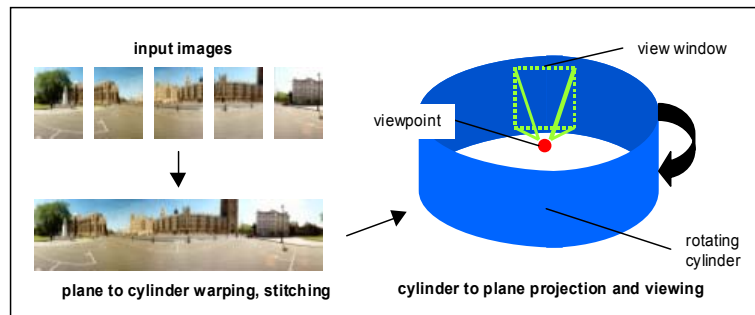 input images
plane to cylinder warping, stitching
view window
viewpoint
rotating
cylinder
cylinder to plane projection and viewing